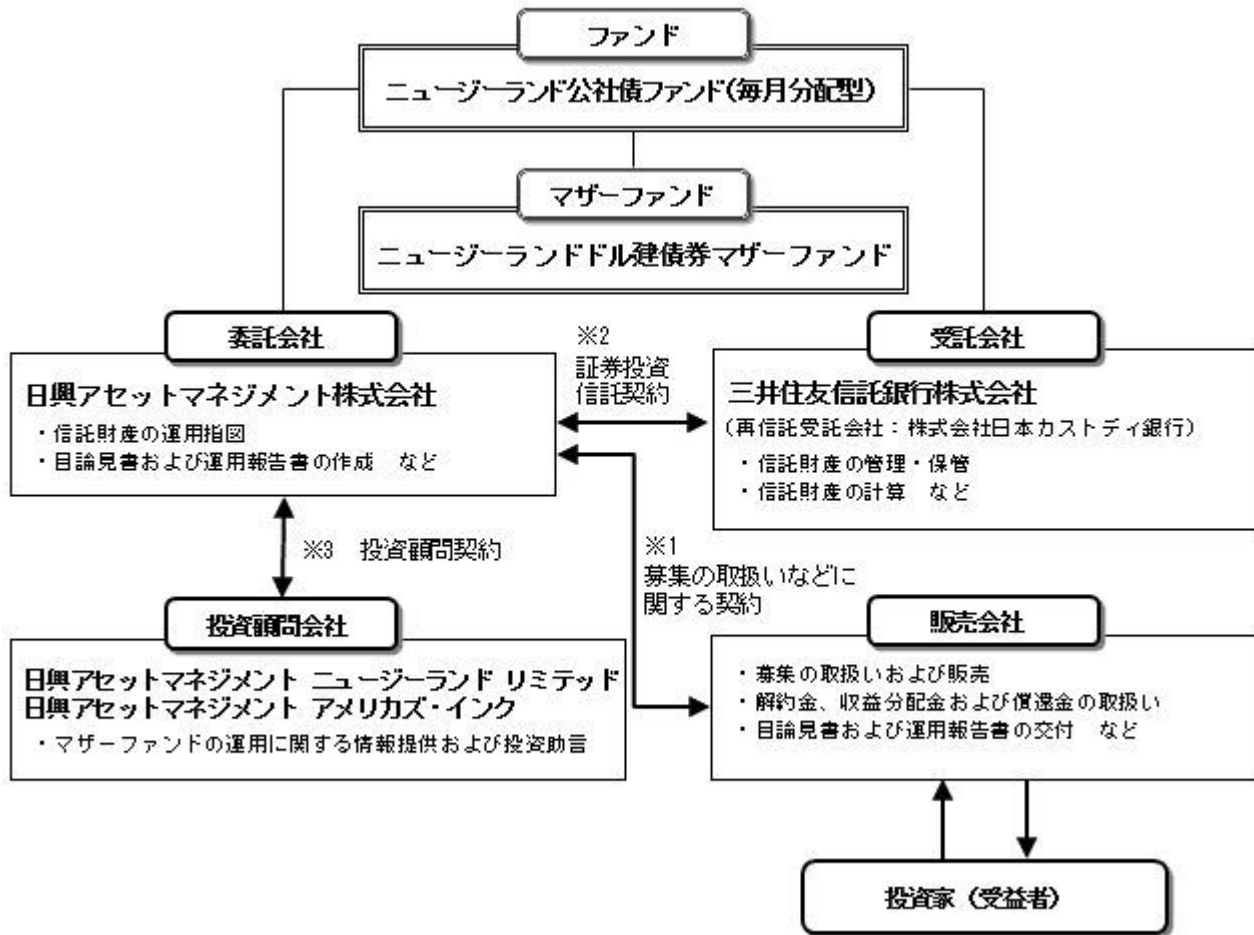 ファンド
ニュージーランド公社債ファンド(毎月分配型)
マザーファンド
ニュージーランドドル建債券マザーファンド
委託会社
日興アセットマネジメント株式会社
・信託財産の運用指図
・目論見書および運用報告書の作成 など
※2
証券投資
信託契約
受託会社
三井住友信託銀行株式会社
(再信託受託会社:株式会社日本カストディ銀行)
・信託財産の管理・保管
・信託財産の計算 など
※3 投資顧問契約
※1
募集の取扱いなどに
関する契約
投資顧問会社
日興アセットマネジメント ニュージーランド リミテッド
日興アセットマネジメント アメリカズ・インク
・マザーファンドの運用に関する情報提供および投資助言
販売会社
・募集の取扱いおよび販売
・解約金、収益分配金および償還金の取扱い
・目論見書および運用報告書の交付 など
投資家(受益者)